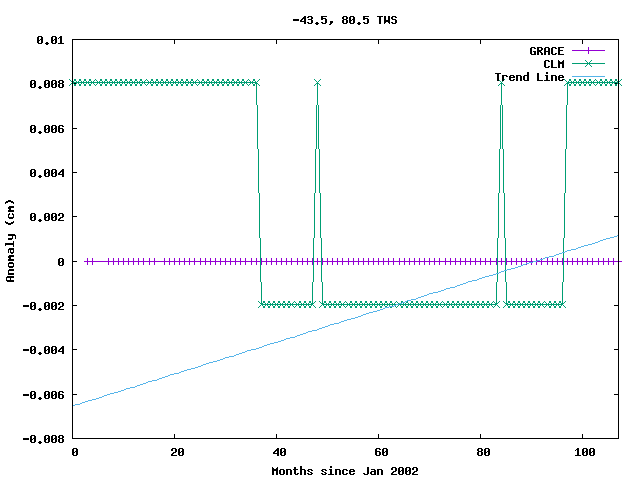 -43.5, 80.5 TWS
GRACE
CLM
Trend Line
0.01
0.008
0.006
0.004
0.002
0
-0.002
-0.004
-0.006
-0.008
Anomaly (cm)
0 20 40 60 80 100
Months since Jan 2002